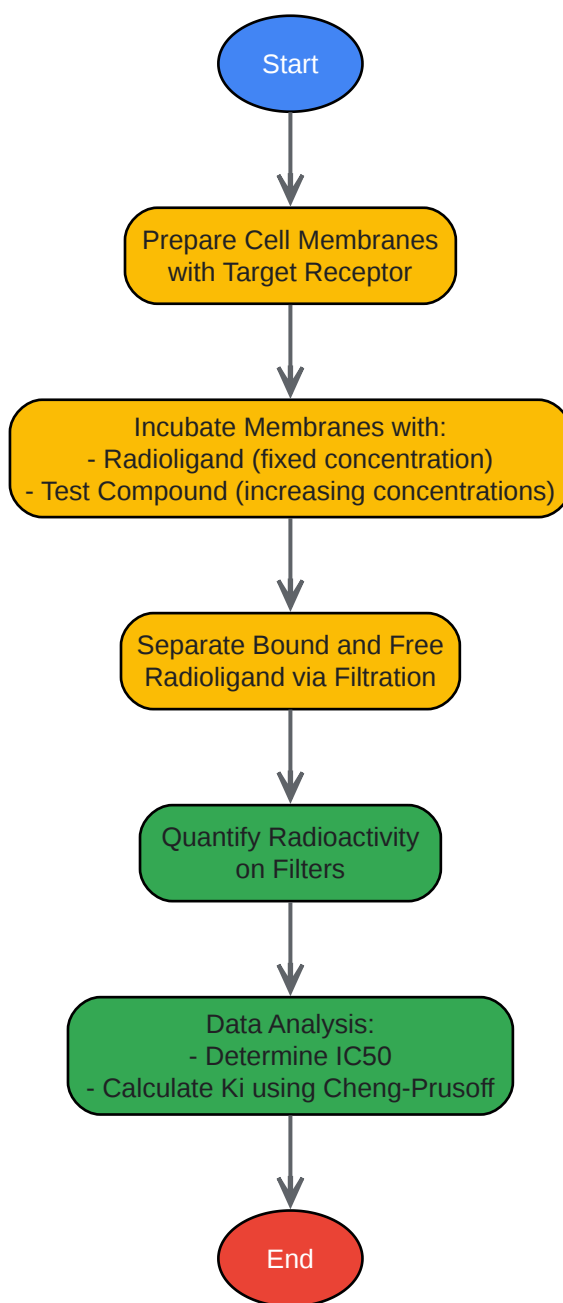 Start
Prepare Cell Membranes
with Target Receptor
Incubate Membranes with:
- Radioligand (fixed concentration)
- Test Compound (increasing concentrations)
Separate Bound and Free
Radioligand via Filtration
Quantify Radioactivity
on Filters
Data Analysis:
- Determine IC50
- Calculate Ki using Cheng-Prusoff
End